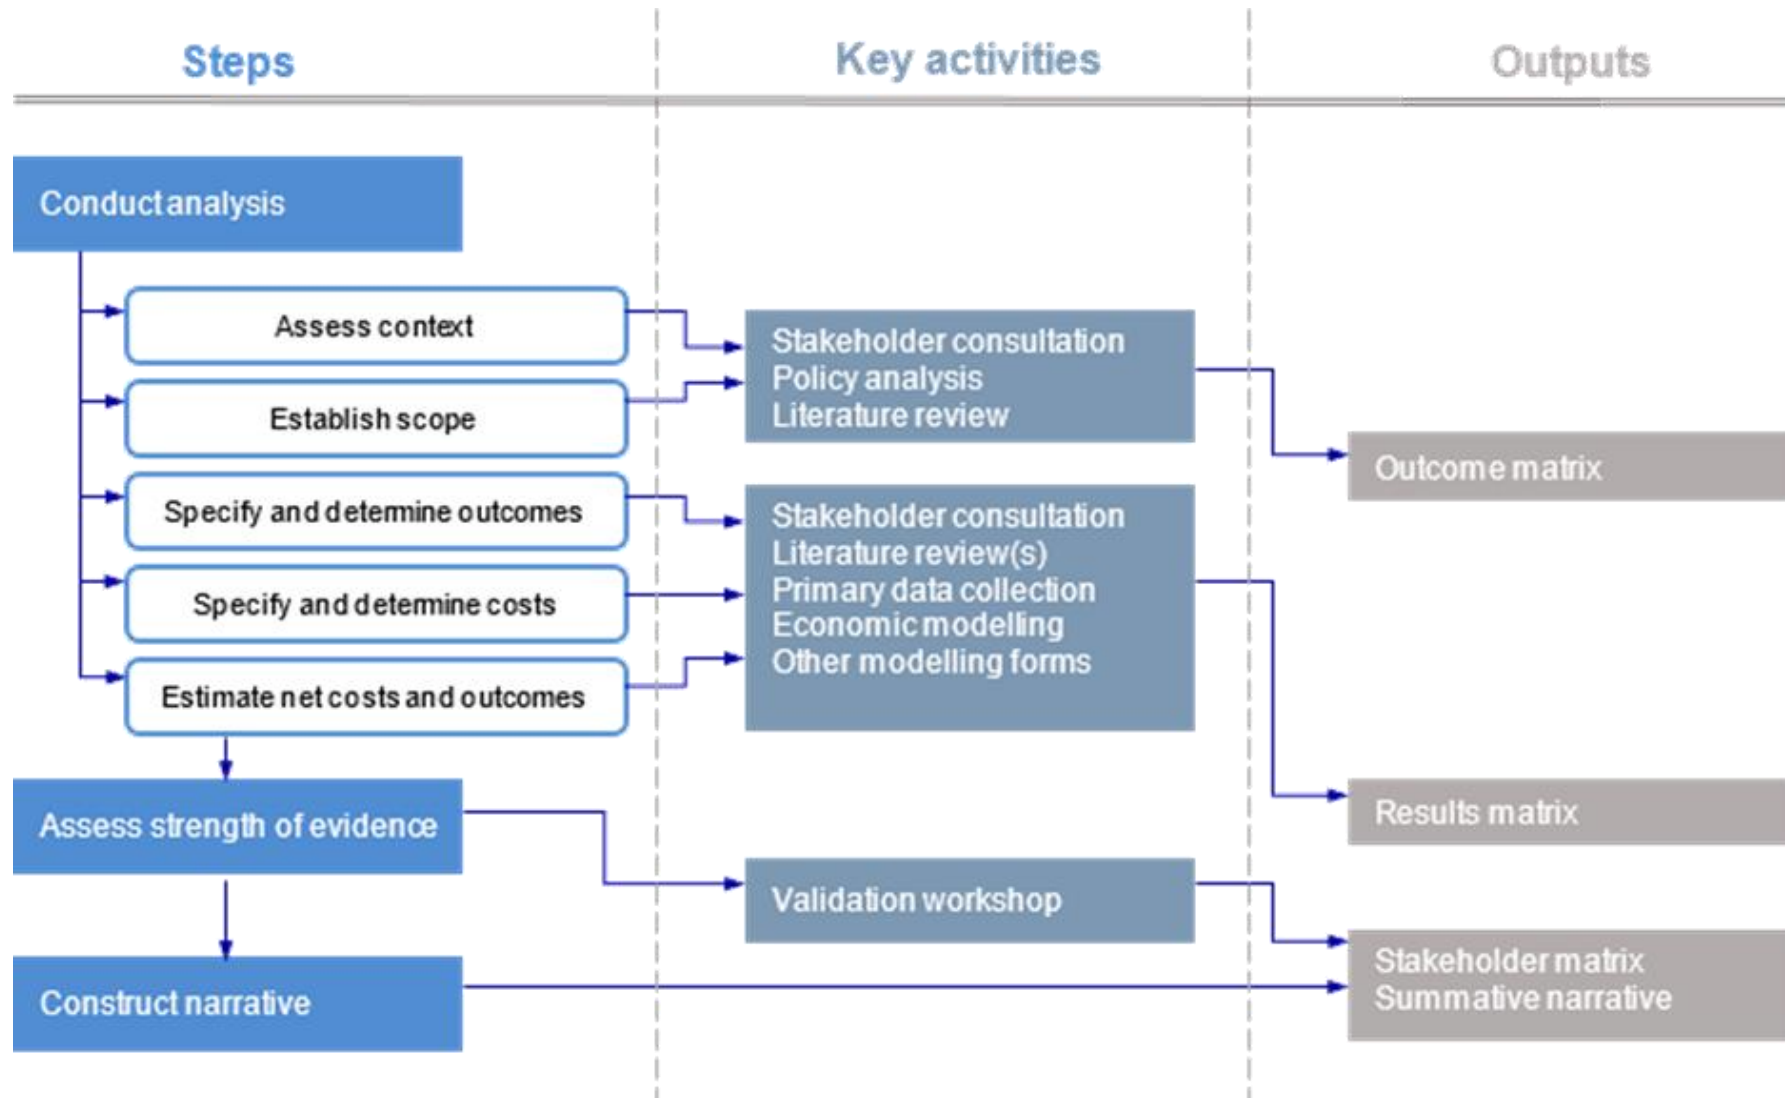 Steps
Key activities
Outputs
Conduct analysis
Assess context
Establish scope
Specify and determine outcomes
Specify and determine costs
Estimate net costs and outcomes
Assess strength of evidence
Construct narrative
Stakeholder consultation
Policy analysis
Literature review
Stakeholder consultation
Literature review(s)
Primary data collection
Economic modelling
Other modelling forms
Validation workshop
Outcome matrix
Results matrix
Stakeholder matrix
Summative narrative